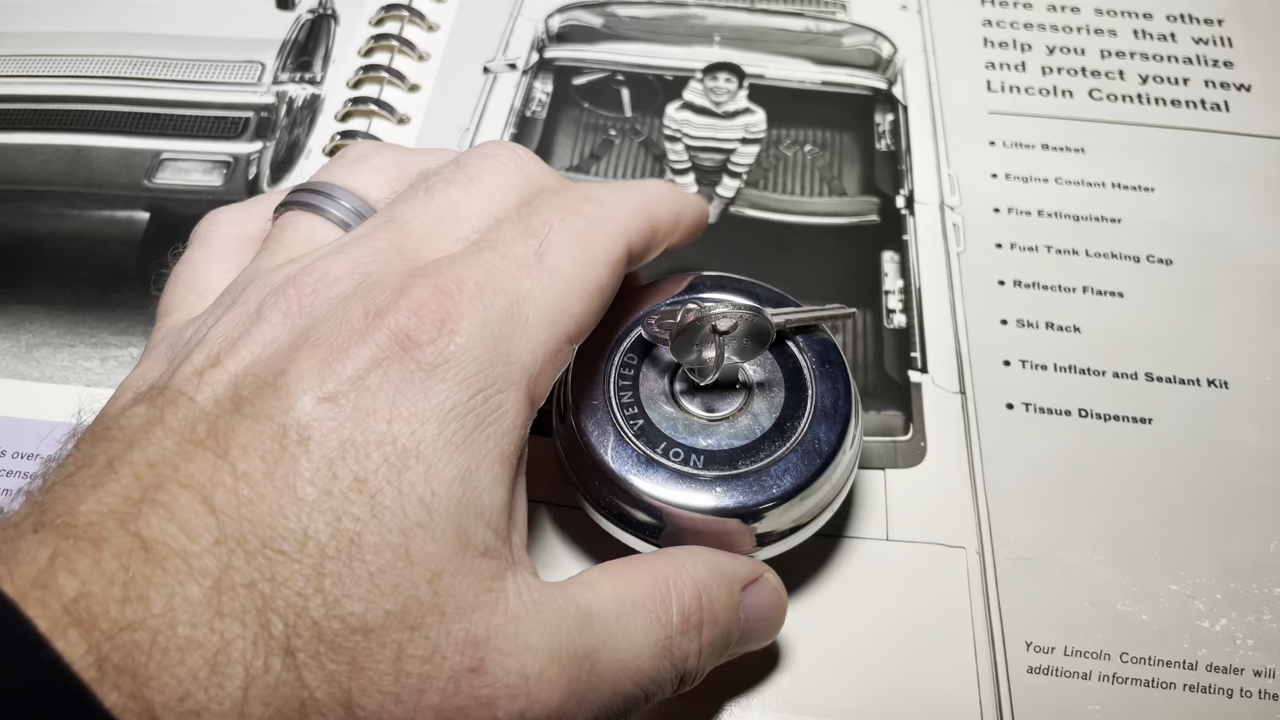 Here are some other
accessories that will
help you personalize
and protect your new
Lincoln Continental
• Litter Basket
• Engine Coolant Heater
• Fire Extinguisher
• Fuel Tank Locking Cap
• Reflector Flares
• Ski Rack
• Tire Inflator and Sealant Kit
• Tissue Dispenser
NOT VENTED
Your Lincoln Continental dealer will
additional information relating to the